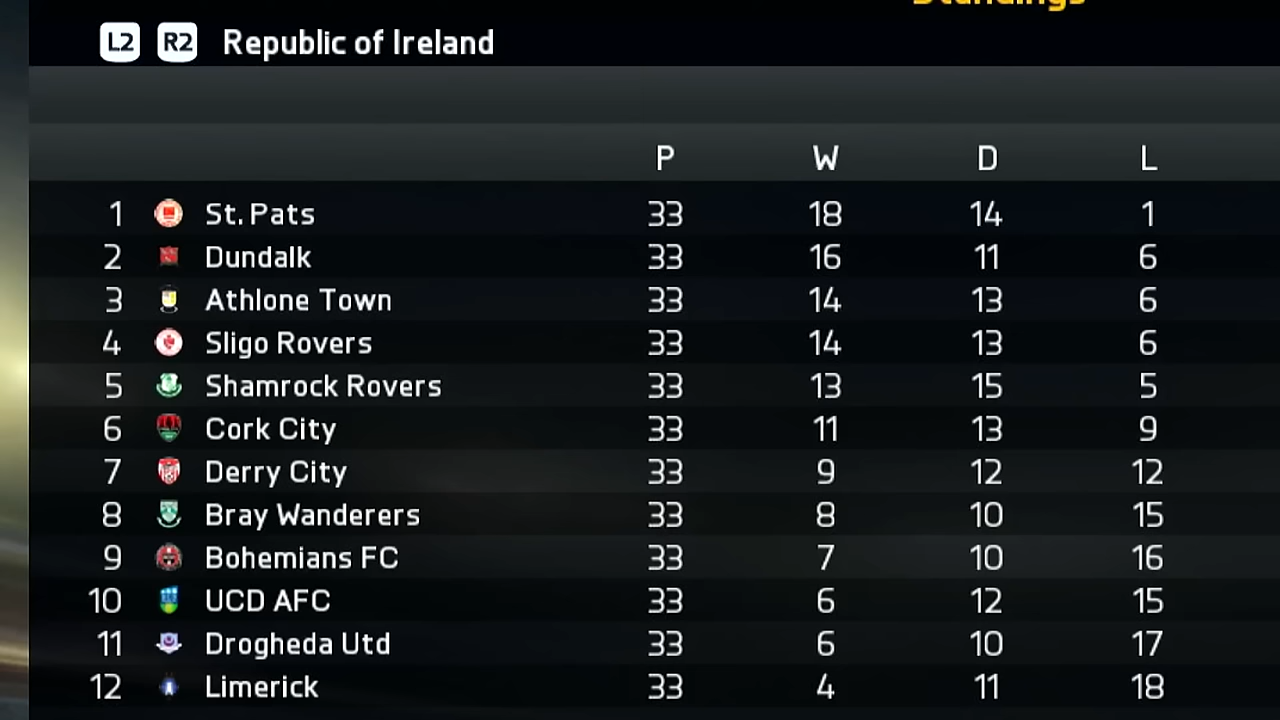 Standings
L2 R2 Republic of Ireland
P W D L
1 St. Pats 33 18 14 1
2 Dundalk 33 16 11 6
3 Athlone Town 33 14 13 6
4 Sligo Rovers 33 14 13 6
5 Shamrock Rovers 33 13 15 5
6 Cork City 33 11 13 9
7 Derry City 33 9 12 12
8 Bray Wanderers 33 8 10 15
9 Bohemians FC 33 7 10 16
10 UCD AFC 33 6 12 15
11 Drogheda Utd 33 6 10 17
12 Limerick 33 4 11 18